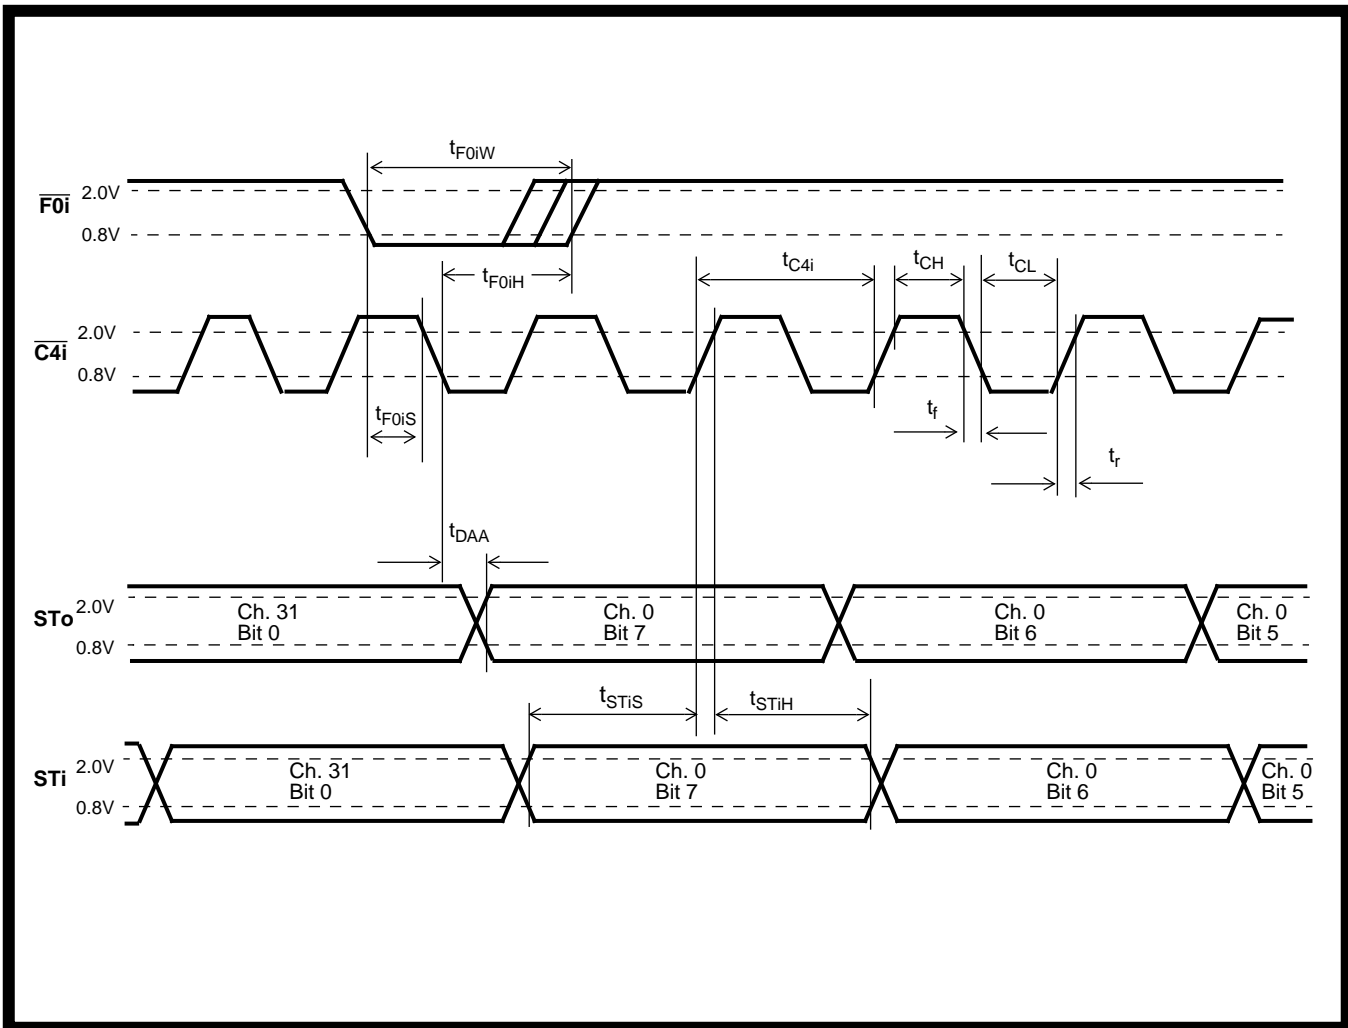 tF0iW
F0i
2.0V
0.8V
tF0iH
tC4i
tCH
tCL
C4i
2.0V
0.8V
tF0iS
tf
tr
tDAA
STo
2.0V
0.8V
Ch. 31
Bit 0
Ch. 0
Bit 7
Ch. 0
Bit 6
Ch. 0
Bit 5
tSTiS
tSTiH
STi
2.0V
0.8V
Ch. 31
Bit 0
Ch. 0
Bit 7
Ch. 0
Bit 6
Ch. 0
Bit 5